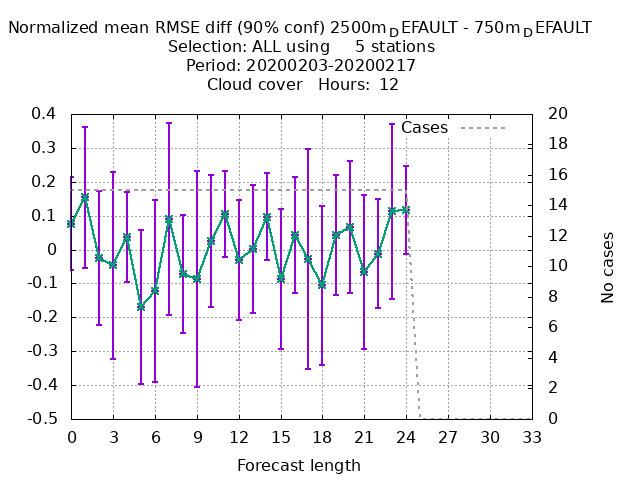 Normalized mean RMSE diff (90% conf) 2500m_DEFAULT - 750m_DEFAULT
Selection: ALL using     5 stations
Period: 20200203-20200217
Cloud cover   Hours: 12
Cases
0.4
0.3
0.2
0.1
0
-0.1
-0.2
-0.3
-0.4
-0.5
20
18
16
14
12
10
8
6
4
2
0
No cases
0 3 6 9 12 15 18 21 24 27 30 33
Forecast length